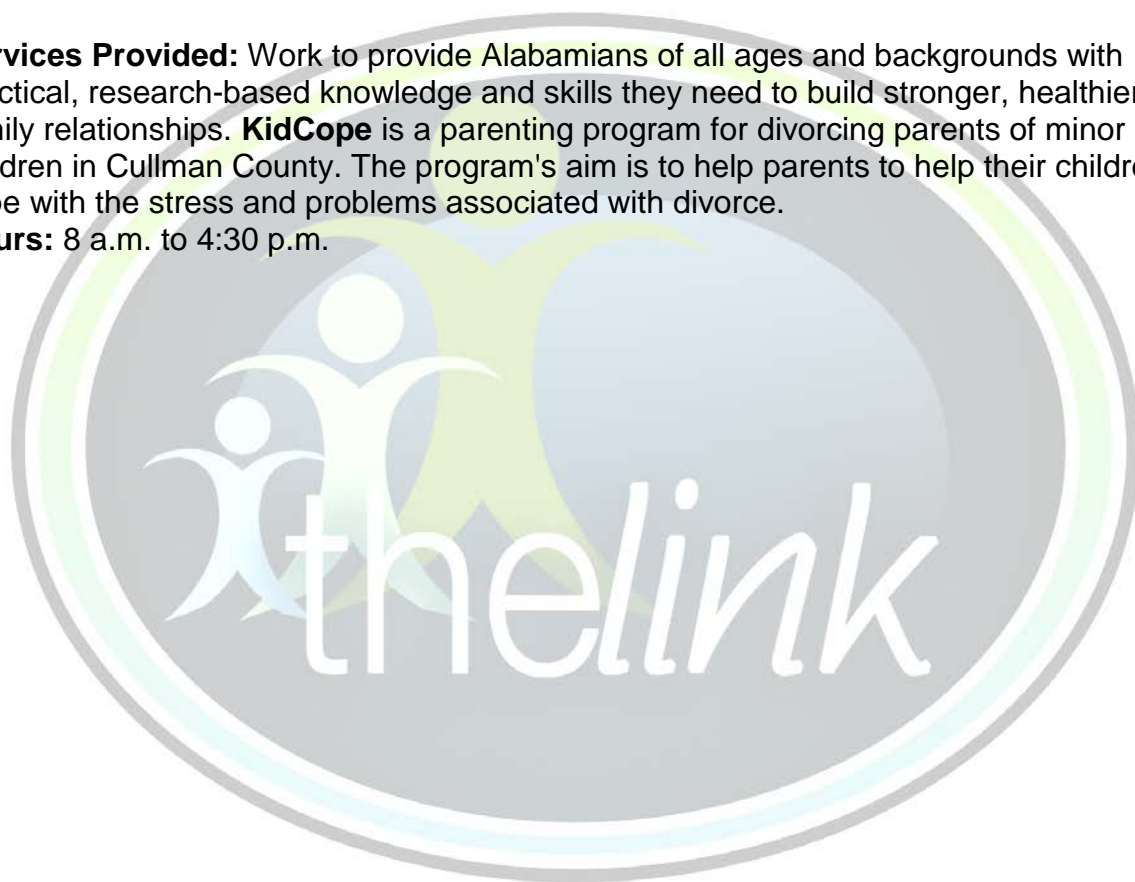 rvices Provided: Work to provide Alabamians of all ages and backgrounds with
ctical, research-based knowledge and skills they need to build stronger, healthier
ily relationships. KidCope is a parenting program for divorcing parents of minor
dren in Cullman County. The program's aim is to help parents to help their childre
e with the stress and problems associated with divorce.
urs: 8 a.m. to 4:30 p.m.
thelink